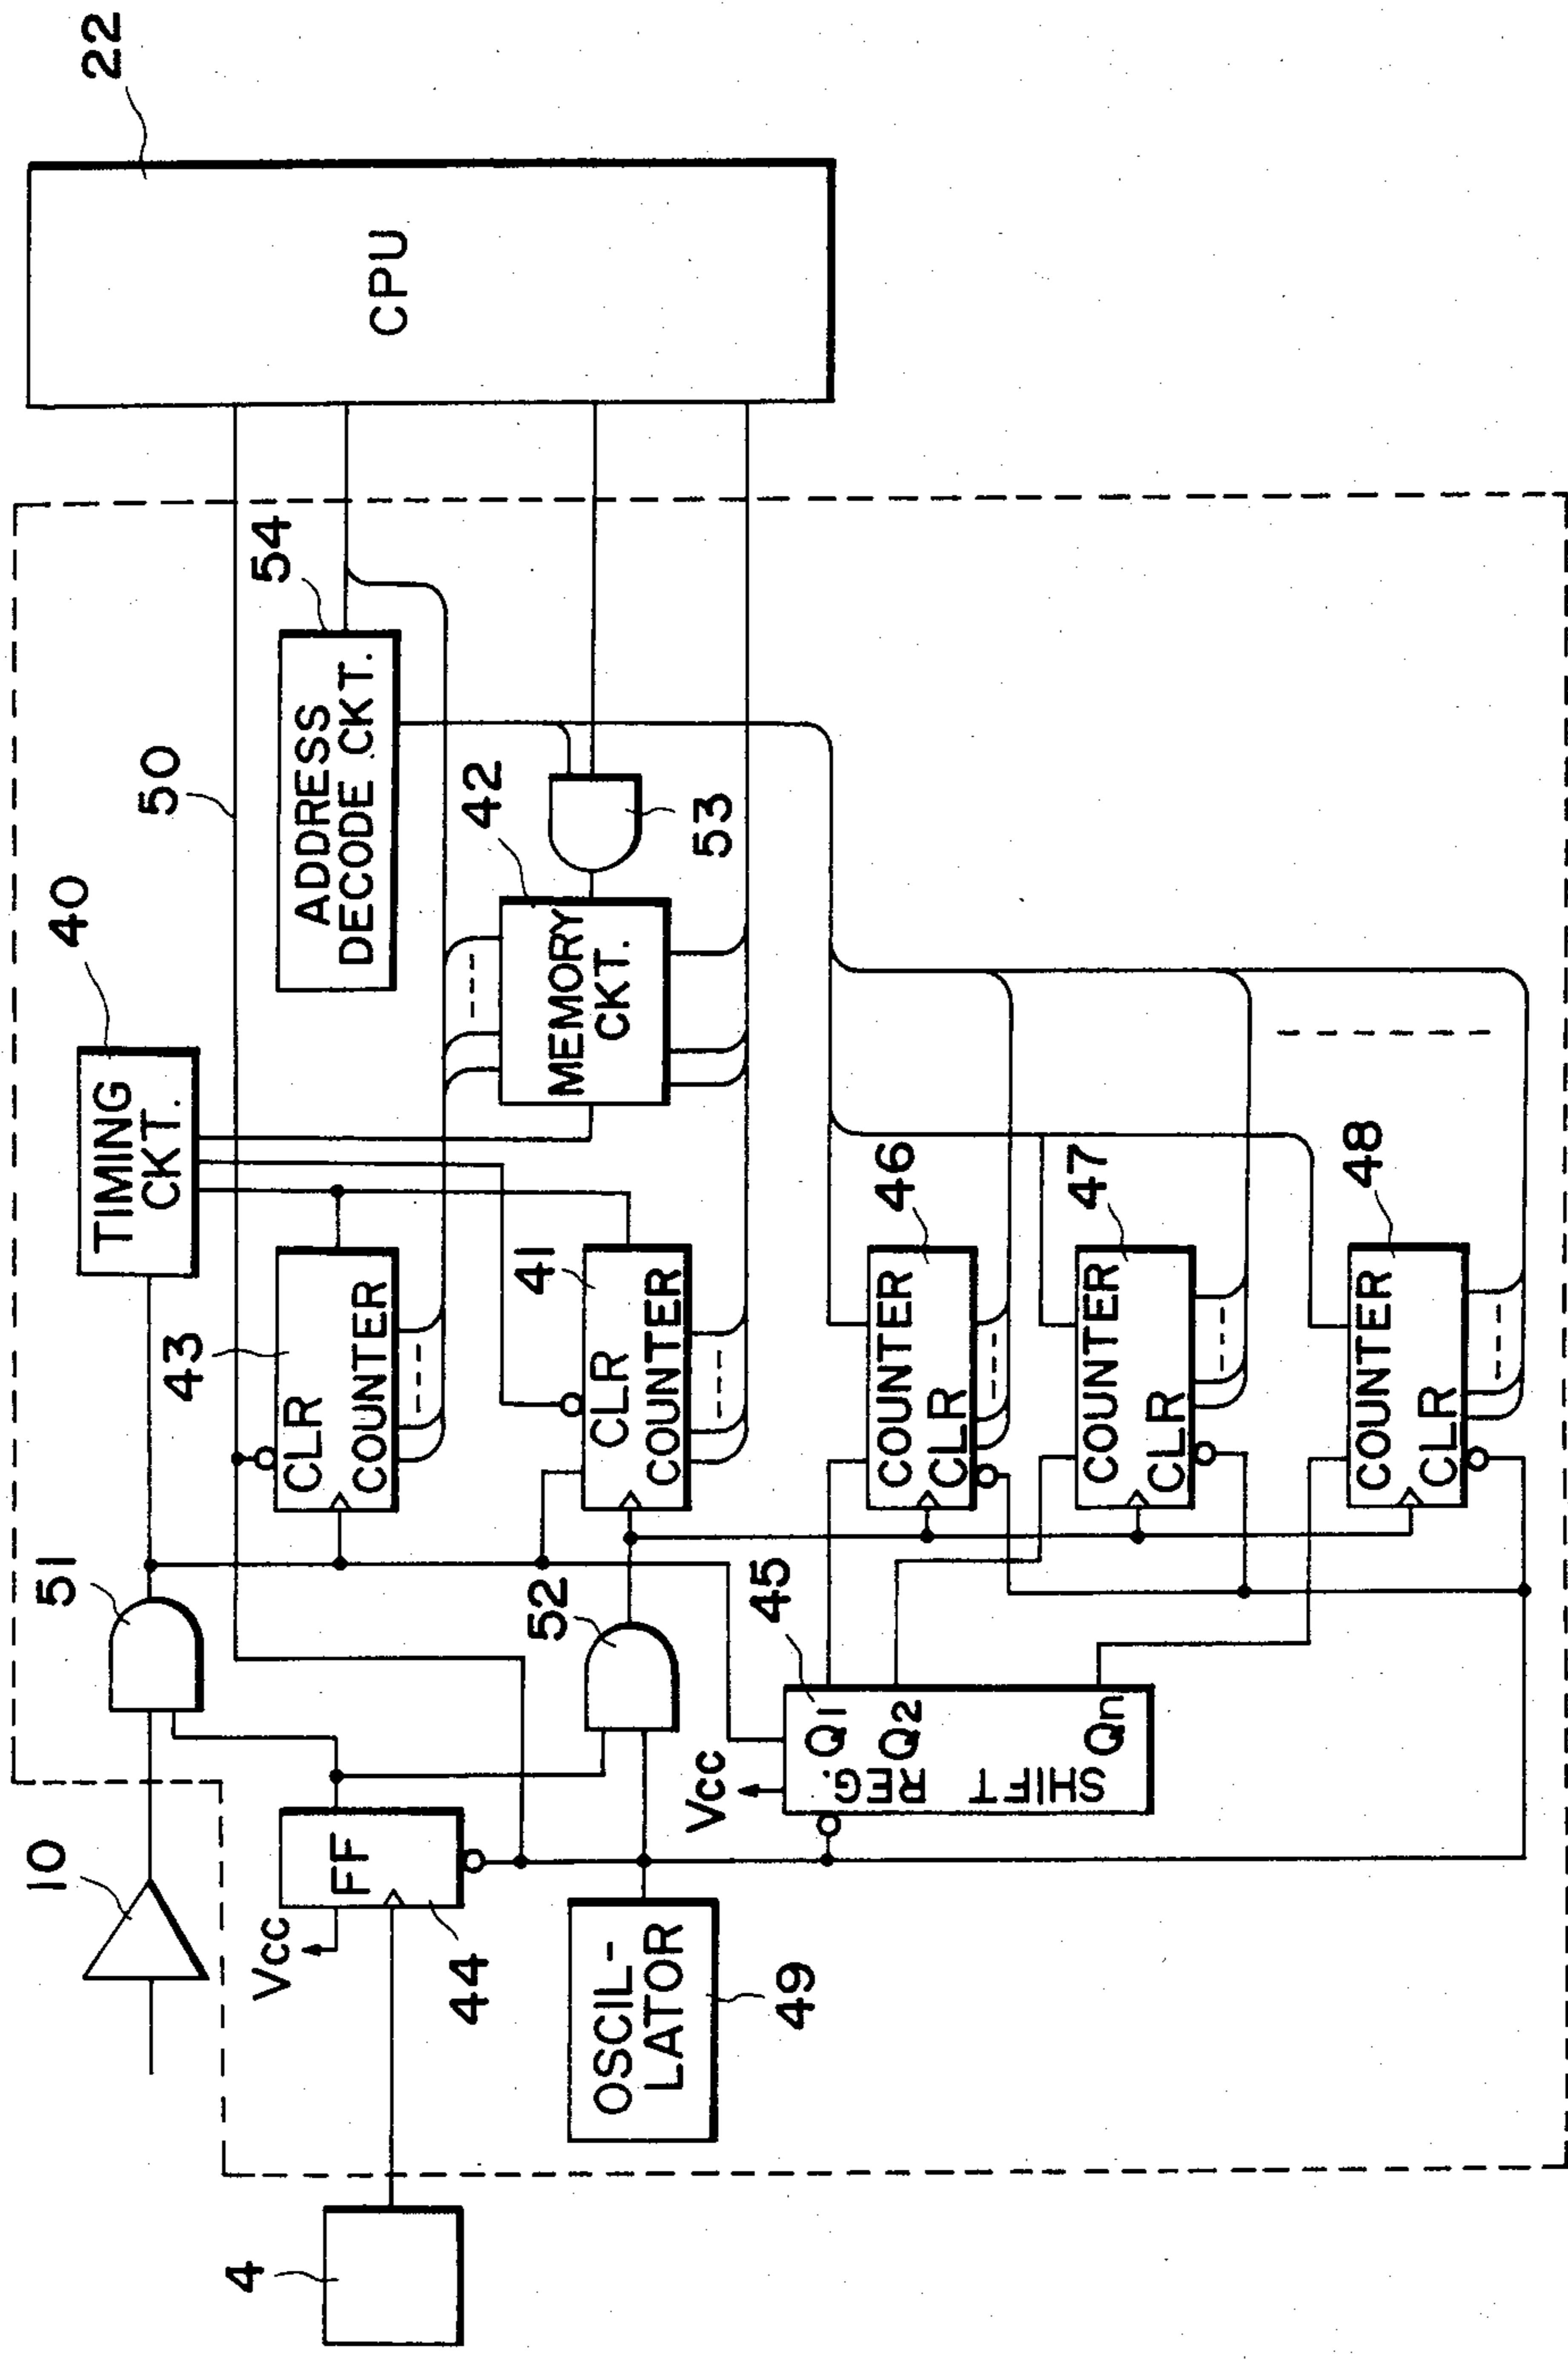 22
CPU
54
50
ADDRESS
DECODE CKT.
40
TIMING
CKT.
42
MEMORY
CKT.
53
43
CLR
COUNTER
41
CLR
COUNTER
46
COUNTER
CLR
47
COUNTER
CLR
48
COUNTER
CLR
51
52
45
Q1
Q2
Qn
SHIFT REG.
Vcc
10
FF
Vcc
44
OSCIL-
LATOR
49
4